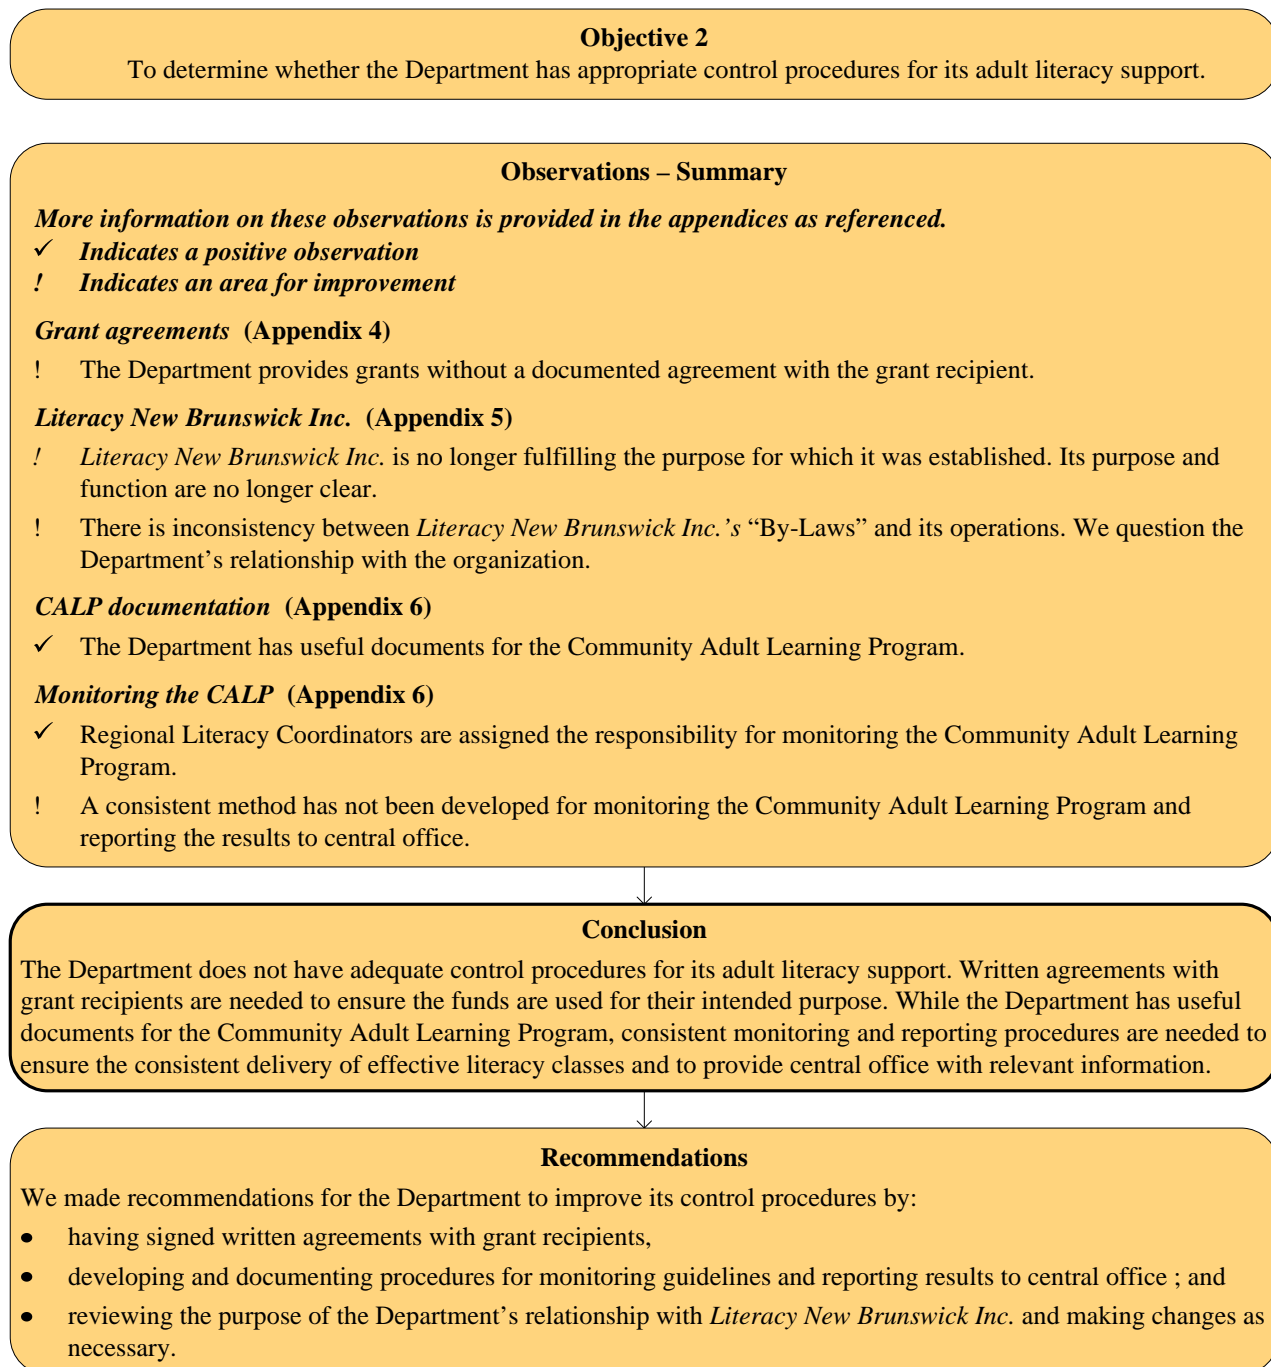 Objective 2
To determine whether the Department has appropriate control procedures for its adult literacy support.
Observations – Summary
More information on these observations is provided in the appendices as referenced.
✓ Indicates a positive observation
! Indicates an area for improvement
Grant agreements (Appendix 4)
! The Department provides grants without a documented agreement with the grant recipient.
Literacy New Brunswick Inc. (Appendix 5)
! Literacy New Brunswick Inc. is no longer fulfilling the purpose for which it was established. Its purpose and
function are no longer clear.
! There is inconsistency between Literacy New Brunswick Inc.’s “By-Laws” and its operations. We question the
Department’s relationship with the organization.
CALP documentation (Appendix 6)
✓ The Department has useful documents for the Community Adult Learning Program.
Monitoring the CALP (Appendix 6)
✓ Regional Literacy Coordinators are assigned the responsibility for monitoring the Community Adult Learning
Program.
! A consistent method has not been developed for monitoring the Community Adult Learning Program and
reporting the results to central office.
Conclusion
The Department does not have adequate control procedures for its adult literacy support. Written agreements with
grant recipients are needed to ensure the funds are used for their intended purpose. While the Department has useful
documents for the Community Adult Learning Program, consistent monitoring and reporting procedures are needed to
ensure the consistent delivery of effective literacy classes and to provide central office with relevant information.
Recommendations
We made recommendations for the Department to improve its control procedures by:
• having signed written agreements with grant recipients,
• developing and documenting procedures for monitoring guidelines and reporting results to central office ; and
• reviewing the purpose of the Department’s relationship with Literacy New Brunswick Inc. and making changes as
necessary.